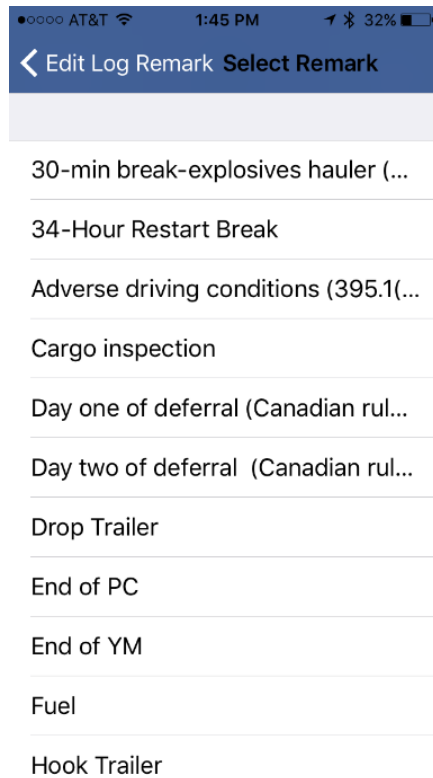 AT&T 1:45 PM 32%
Edit Log Remark Select Remark
30-min break-explosives hauler (...
34-Hour Restart Break
Adverse driving conditions (395.1(...
Cargo inspection
Day one of deferral (Canadian rul...
Day two of deferral  (Canadian rul...
Drop Trailer
End of PC
End of YM
Fuel
Hook Trailer